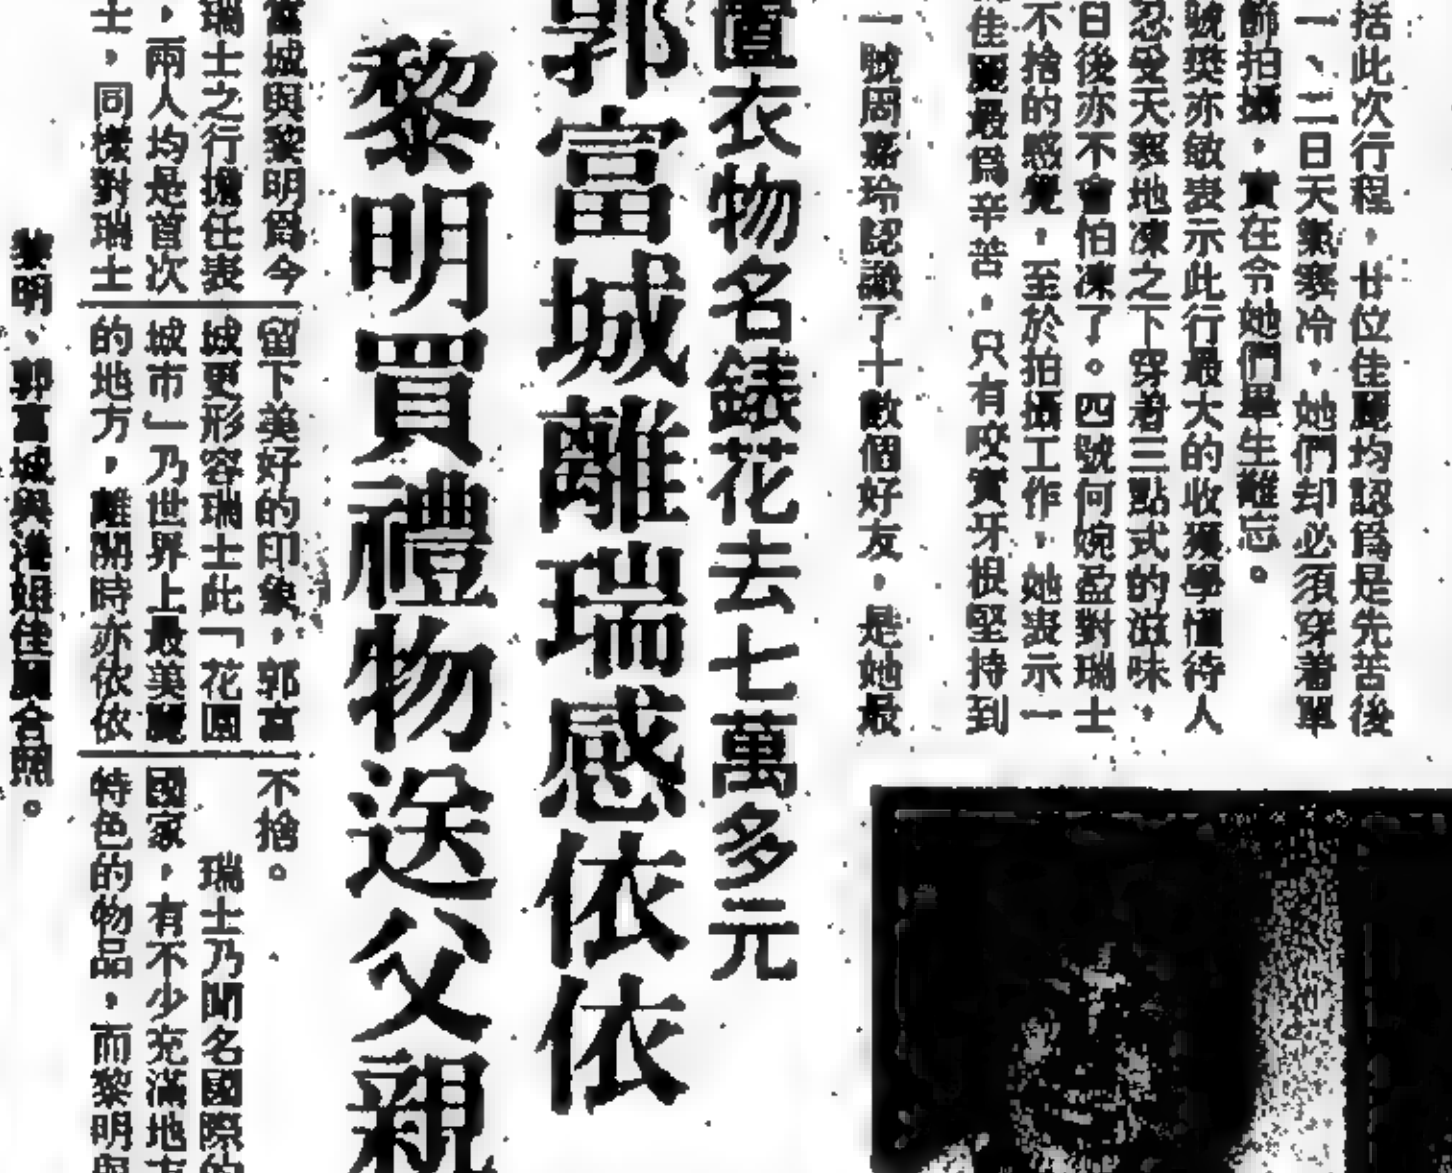 括此次行程，廿位佳麗均認爲是先苦後
一、二日天氣寒冷，她們却必須穿着單
飾拍攝，實在令她們畢生難忘。
號樊亦敏表示此行最大的收穫學懂待人
忍受天寒地凍之下穿着三點式的滋味，
日後亦不會怕凍了。四號何婉盈對瑞士
不捨的感覺，至於拍攝工作，她表示一
佳麗最爲辛苦，只有咬實牙根堅持到
一號周嘉玲認識了十數個好友，是她最
置衣物名錶花去七萬多元
郭富城離瑞感依依
黎明買禮物送父親
富城與黎明爲今
瑞士之行擔任表
，兩人均是首次
士，同樣對瑞士
留下美好的印象，郭富
城更形容瑞士此「花園
城市」乃世界上最美麗
的地方，離開時亦依依
不捨。
瑞士乃聞名國際的
國家，有不少充滿地方
特色的物品，而黎明與
黎明、郭富城與港姐佳麗合照。